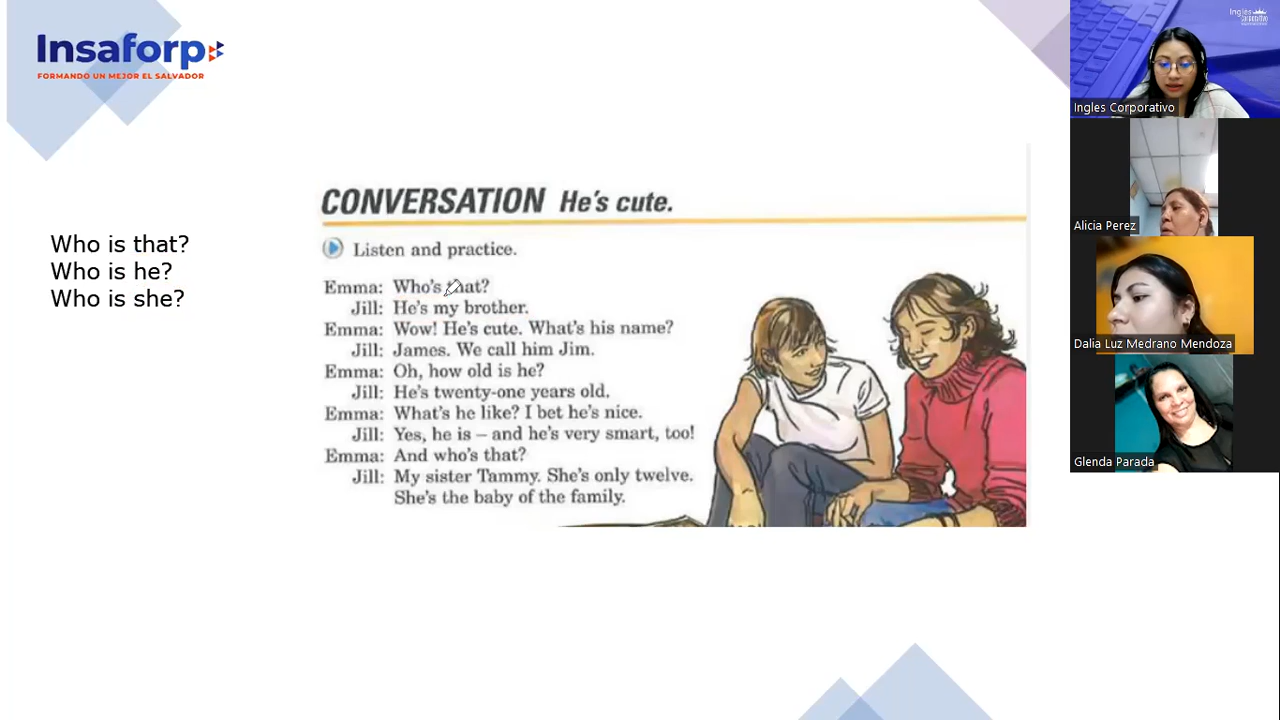 Insaforp
FORMANDO UN MEJOR EL SALVADOR
Who is that?
Who is he?
Who is she?
CONVERSATION He's cute.
Listen and practice.
Emma: Who's that?
Jill: He's my brother.
Emma: Wow! He's cute. What's his name?
Jill: James. We call him Jim.
Emma: Oh, how old is he?
Jill: He's twenty-one years old.
Emma: What's he like? I bet he's nice.
Jill: Yes, he is – and he's very smart, too!
Emma: And who's that?
Jill: My sister Tammy. She's only twelve.
She's the baby of the family.
Ingles
Ingles Corporativo
Alicia Perez
Dalia Luz Medrano Mendoza
Glenda Parada